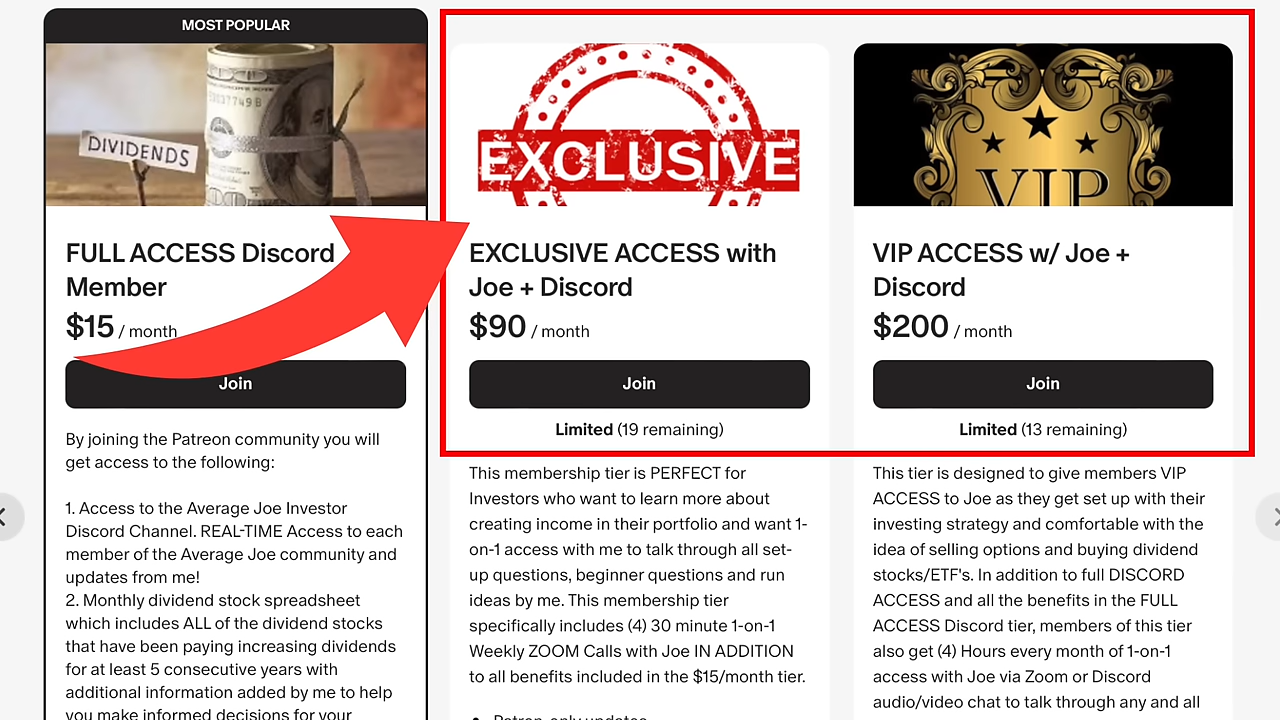 MOST POPULAR
DIVIDENDS
FULL ACCESS Discord
Member
$15 / month
Join
By joining the Patreon community you will
get access to the following:
1. Access to the Average Joe Investor
Discord Channel. REAL-TIME Access to each
member of the Average Joe community and
updates from me!
2. Monthly dividend stock spreadsheet
which includes ALL of the dividend stocks
that have been paying increasing dividends
for at least 5 consecutive years with
additional information added by me to help
you make informed decisions for your
EXCLUSIVE
EXCLUSIVE ACCESS with
Joe + Discord
$90 / month
Join
Limited (19 remaining)
This membership tier is PERFECT for
Investors who want to learn more about
creating income in their portfolio and want 1-
on-1 access with me to talk through all set-
up questions, beginner questions and run
ideas by me. This membership tier
specifically includes (4) 30 minute 1-on-1
Weekly ZOOM Calls with Joe IN ADDITION
to all benefits included in the $15/month tier.
• Patron-only updates
VIP
VIP ACCESS w/ Joe +
Discord
$200 / month
Join
Limited (13 remaining)
This tier is designed to give members VIP
ACCESS to Joe as they get set up with their
investing strategy and comfortable with the
idea of selling options and buying dividend
stocks/ETF's. In addition to full DISCORD
ACCESS and all the benefits in the FULL
ACCESS Discord tier, members of this tier
also get (4) Hours every month of 1-on-1
access with Joe via Zoom or Discord
audio/video chat to talk through any and all